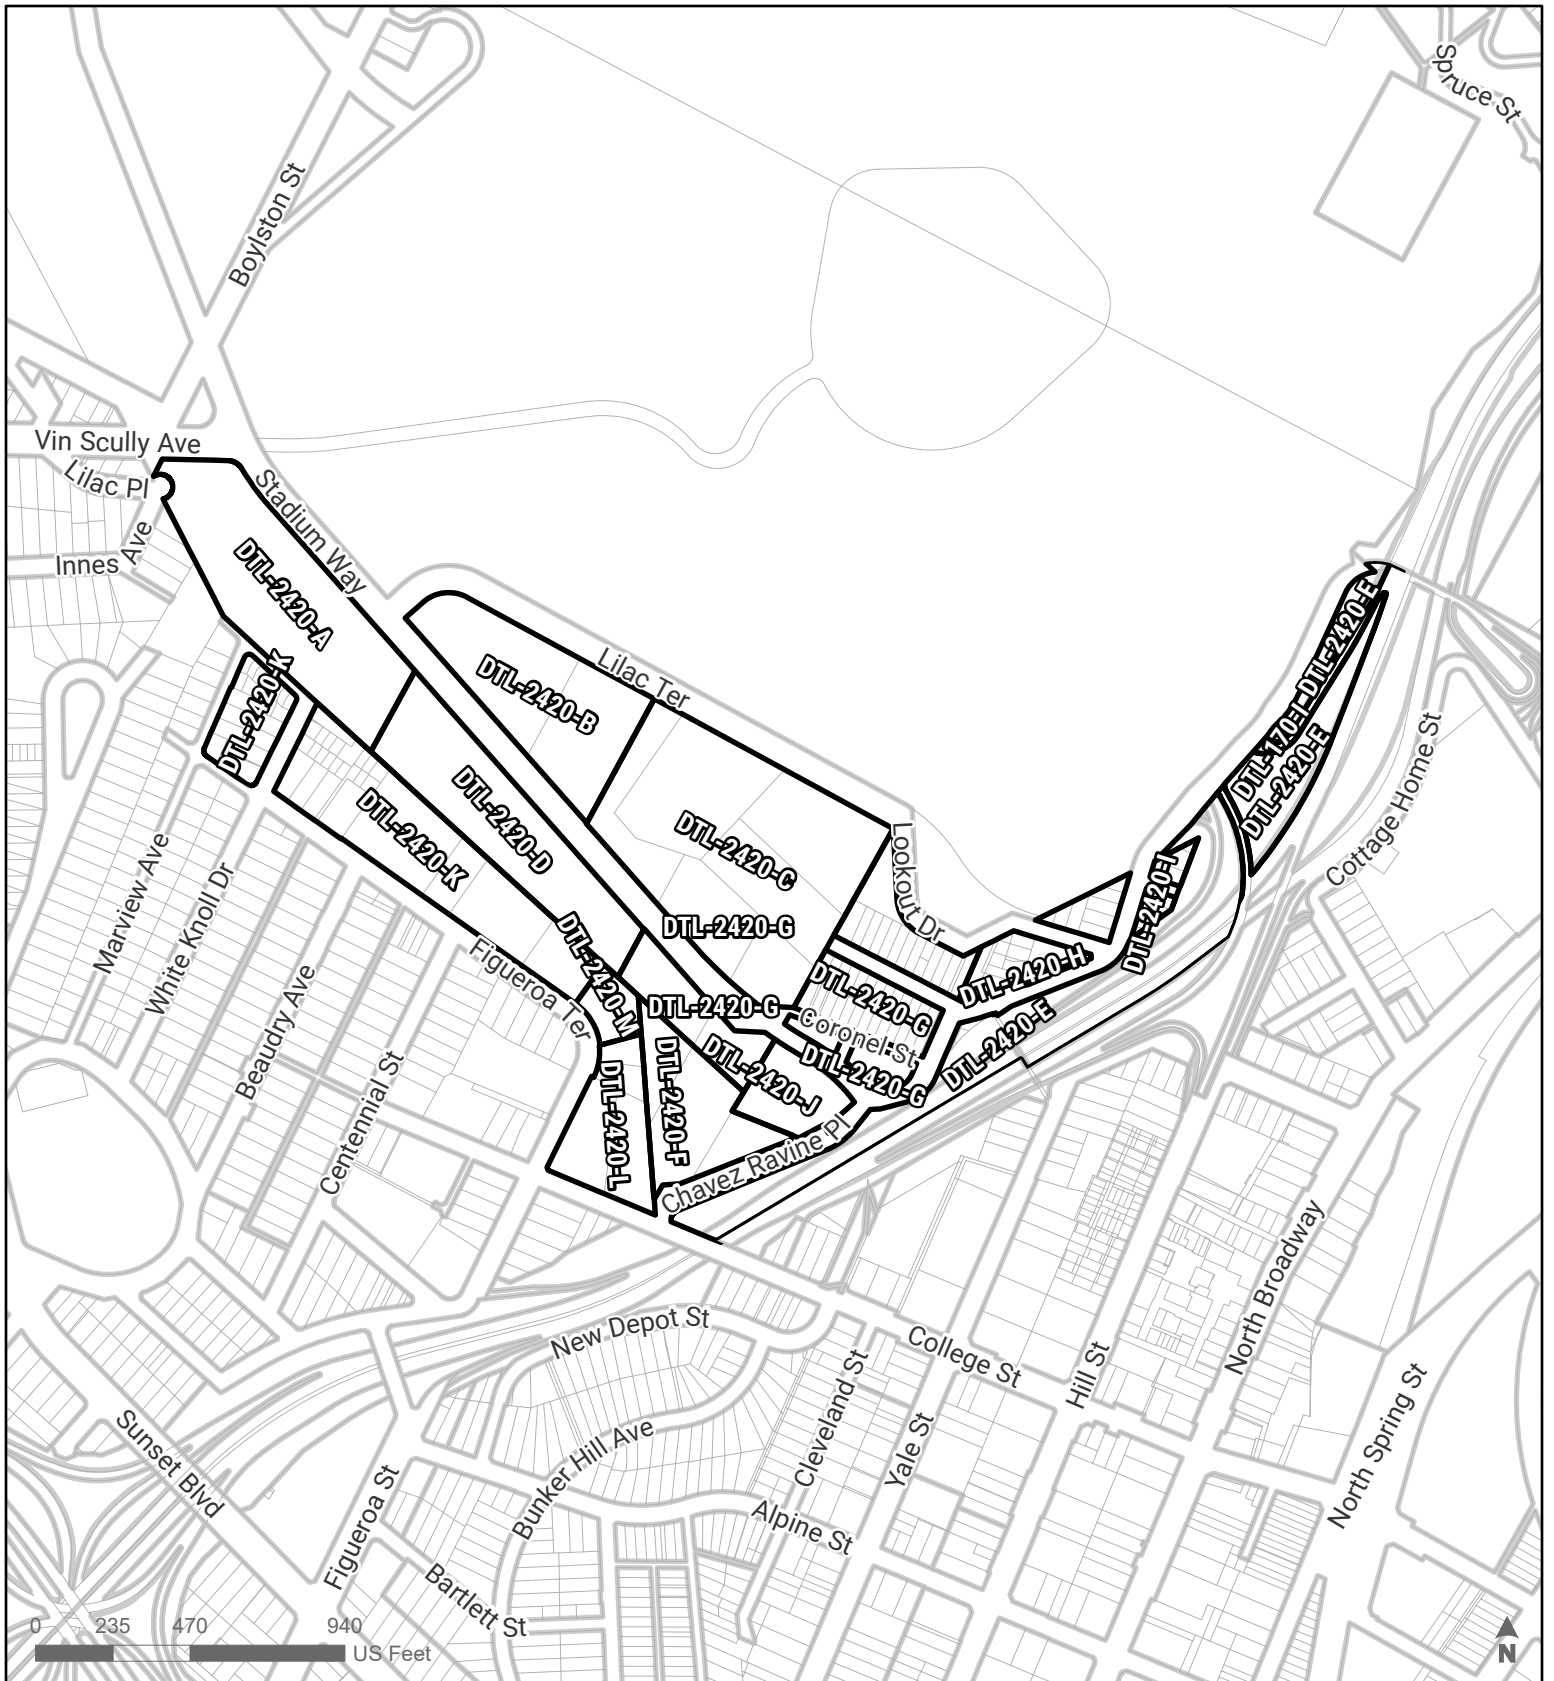 Spruce St
Boylston St
Vin Scully Ave
Lilac Pl
Stadium Way
Innes Ave
DTL-2420-A
DTL-2420-K
Lilac Ter
DTL-2420-B
DTL-2420-E
DTL-170-I
DTL-2420-E
Cottage Home St
DTL-2420-D
DTL-2420-K
DTL-2420-C
Lookout Dr
Marview Ave
White Knoll Dr
DTL-2420-G
DTL-2420-I
DTL-2420-H
Figueroa Ter
DTL-2420-M
DTL-2420-G
DTL-2420-G
Coronel St
Beaudry Ave
DTL-2420-E
DTL-2420-J
DTL-2420-G
Centennial St
DTL-2420-L
DTL-2420-F
Chavez Ravine Pl
North Broadway
New Depot St
College St
Hill St
Cleveland St
Yale St
North Spring St
Sunset Blvd
Bunker Hill Ave
Figueroa St
Alpine St
Bartlett St
0 235 470 940
US Feet
N